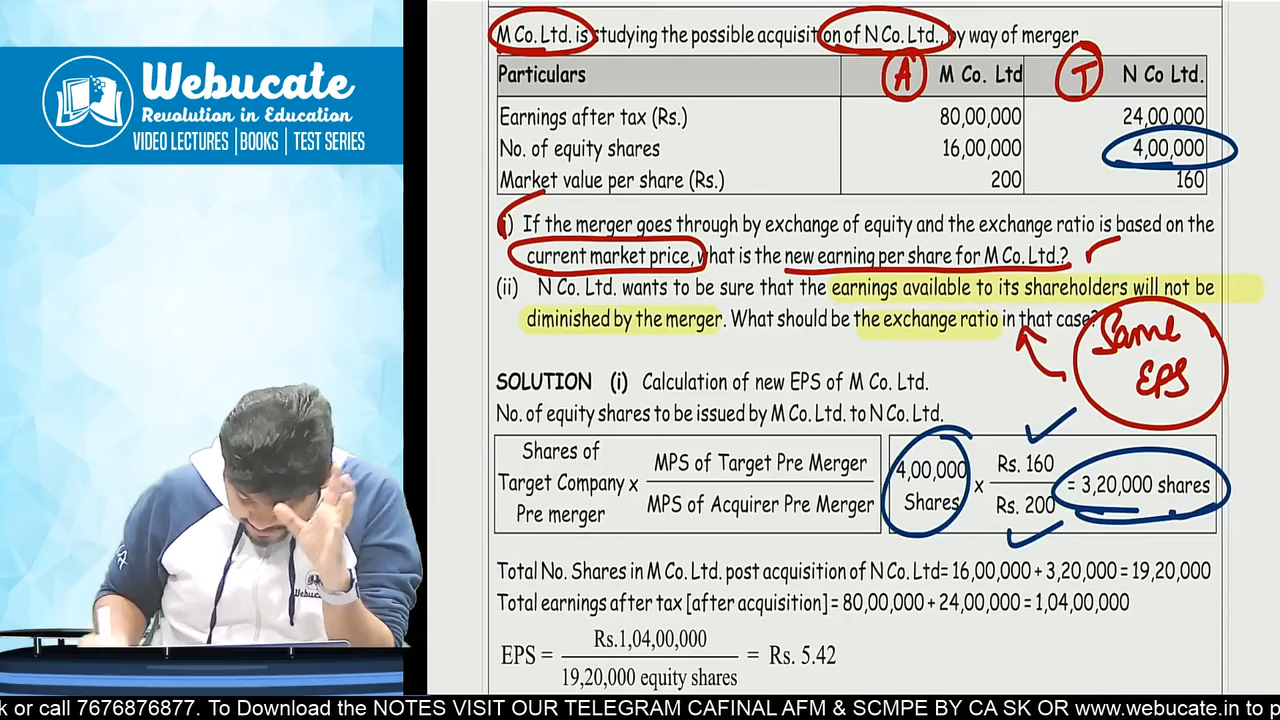 Webucate
Revolution in Education
VIDEO LECTURES | BOOKS | TEST SERIES
M Co. Ltd. is studying the possible acquisition of N Co. Ltd., by way of merger.
Particulars A M Co. Ltd T N Co Ltd.
Earnings after tax (Rs.) 80,00,000 24,00,000
No. of equity shares 16,00,000 4,00,000
Market value per share (Rs.) 200 160
i) If the merger goes through by exchange of equity and the exchange ratio is based on the
current market price, what is the new earning per share for M Co. Ltd.?
(ii) N Co. Ltd. wants to be sure that the earnings available to its shareholders will not be
diminished by the merger. What should be the exchange ratio in that case?
Same
EPS
SOLUTION (i) Calculation of new EPS of M Co. Ltd.
No. of equity shares to be issued by M Co. Ltd. to N Co. Ltd.
Shares of
Target Company x
Pre merger
MPS of Target Pre Merger
MPS of Acquirer Pre Merger
4,00,000
Shares
x
Rs. 160
Rs. 200
= 3,20,000 shares
Total No. Shares in M Co. Ltd. post acquisition of N Co. Ltd = 16,00,000 + 3,20,000 = 19,20,000
Total earnings after tax [after acquisition] = 80,00,000 + 24,00,000 = 1,04,00,000
EPS = Rs.1,04,00,000 = Rs. 5.42
19,20,000 equity shares
or call 7676876877. To Download the NOTES VISIT OUR TELEGRAM CAFINAL AFM & SCMPE BY CA SK OR www.webucate.in to